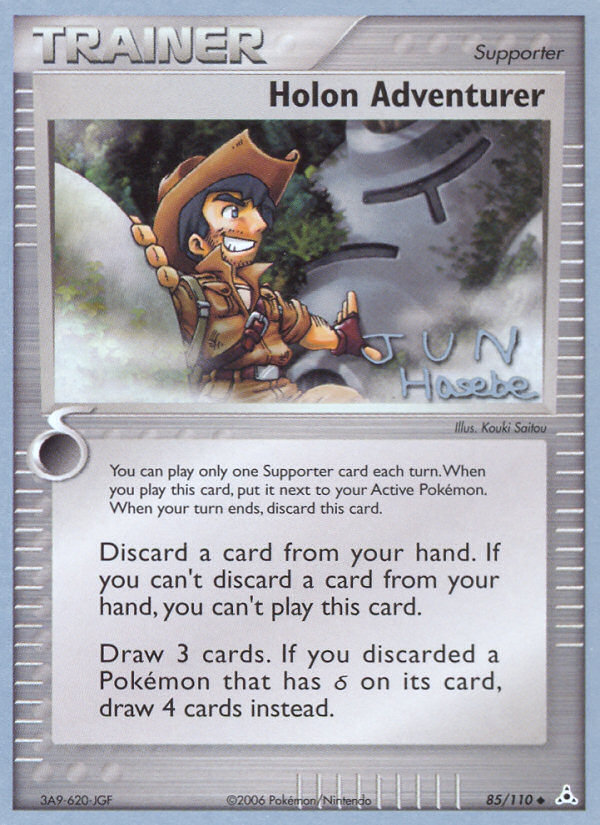 TRAINER
Supporter
Holon Adventurer
JUN
Hasebe
Illus. Kouki Saitou
You can play only one Supporter card each turn. When
you play this card, put it next to your Active Pokémon.
When your turn ends, discard this card.
Discard a card from your hand. If
you can't discard a card from your
hand, you can't play this card.
Draw 3 cards. If you discarded a
Pokémon that has δ on its card,
draw 4 cards instead.
3A9-620-JGF
©2006 Pokémon/Nintendo
85/110 ◆